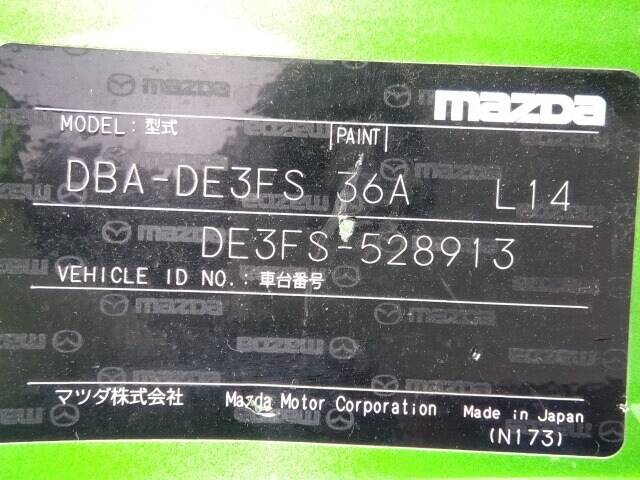 mazda
MODEL: 型式 PAINT
DBA-DE3FS 36A L14
DE3FS-528913
VEHICLE ID NO.: 車台番号
マツダ株式会社 Mazda Motor Corporation Made in Japan
(N173)